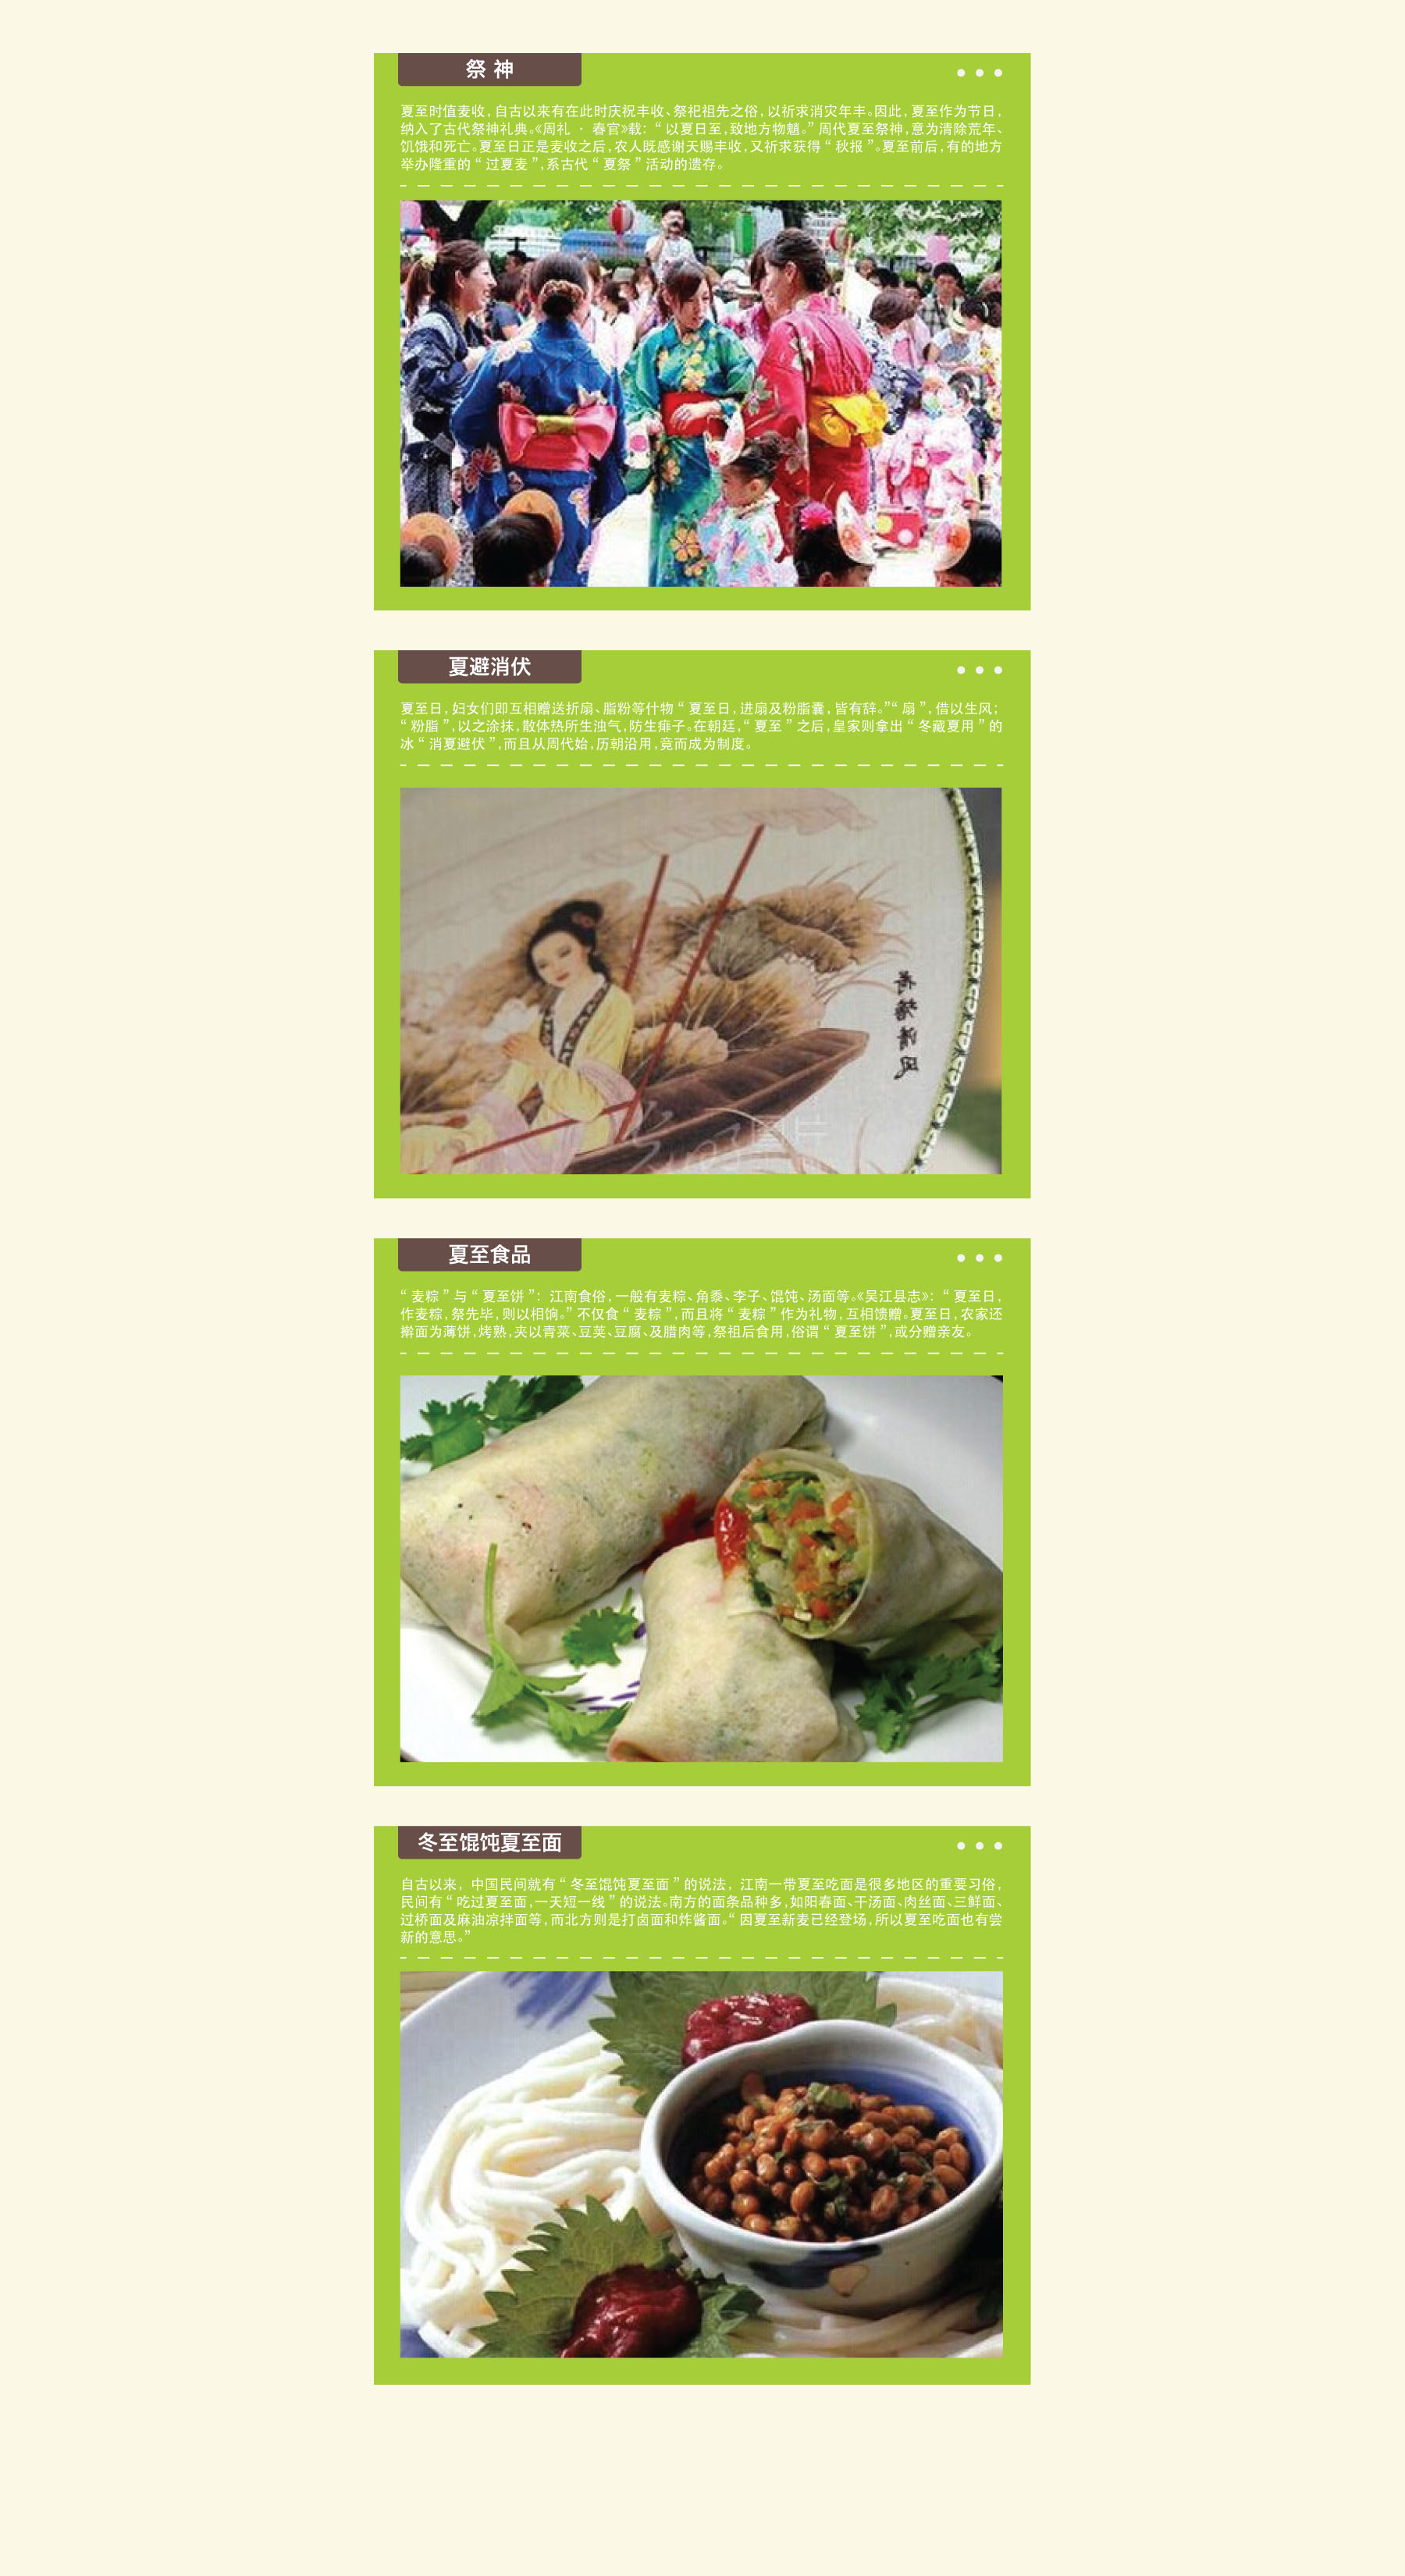 祭 神
夏至时值麦收，自古以来有在此时庆祝丰收、祭祀祖先之俗，以祈求消灾年丰。因此，夏至作为节日，
纳入了古代祭神礼典。《周礼 · 春官》载：“以夏日至，致地方物魈。”周代夏至祭神，意为清除荒年、
饥饿和死亡。夏至日正是麦收之后，农人既感谢天赐丰收，又祈求获得“秋报”。夏至前后，有的地方
举办隆重的“过夏麦”，系古代“夏祭”活动的遗存。
夏避消伏
夏至日，妇女们即互相赠送折扇、脂粉等什物“夏至日，进扇及粉脂囊，皆有辞。”“扇”，借以生风；
“粉脂”，以之涂抹，散体热所生浊气，防生痱子。在朝廷，“夏至”之后，皇家则拿出“冬藏夏用”的
冰“消夏避伏”，而且从周代始，历朝沿用，竟而成为制度。
夏至食品
“麦粽”与“夏至饼”：江南食俗，一般有麦粽、角黍、李子、馄饨、汤面等。《吴江县志》：“夏至日，
作麦粽，祭先毕，则以相饷。”不仅食“麦粽”，而且将“麦粽”作为礼物，互相馈赠。夏至日，农家还
擀面为薄饼，烤熟，夹以青菜、豆荚、豆腐、及腊肉等，祭祖后食用，俗谓“夏至饼”，或分赠亲友。
冬至馄饨夏至面
自古以来，中国民间就有“冬至馄饨夏至面”的说法，江南一带夏至吃面是很多地区的重要习俗，
民间有“吃过夏至面，一天短一线”的说法。南方的面条品种多，如阳春面、干汤面、肉丝面、三鲜面、
过桥面及麻油凉拌面等，而北方则是打卤面和炸酱面。“因夏至新麦已经登场，所以夏至吃面也有尝
新的意思。”